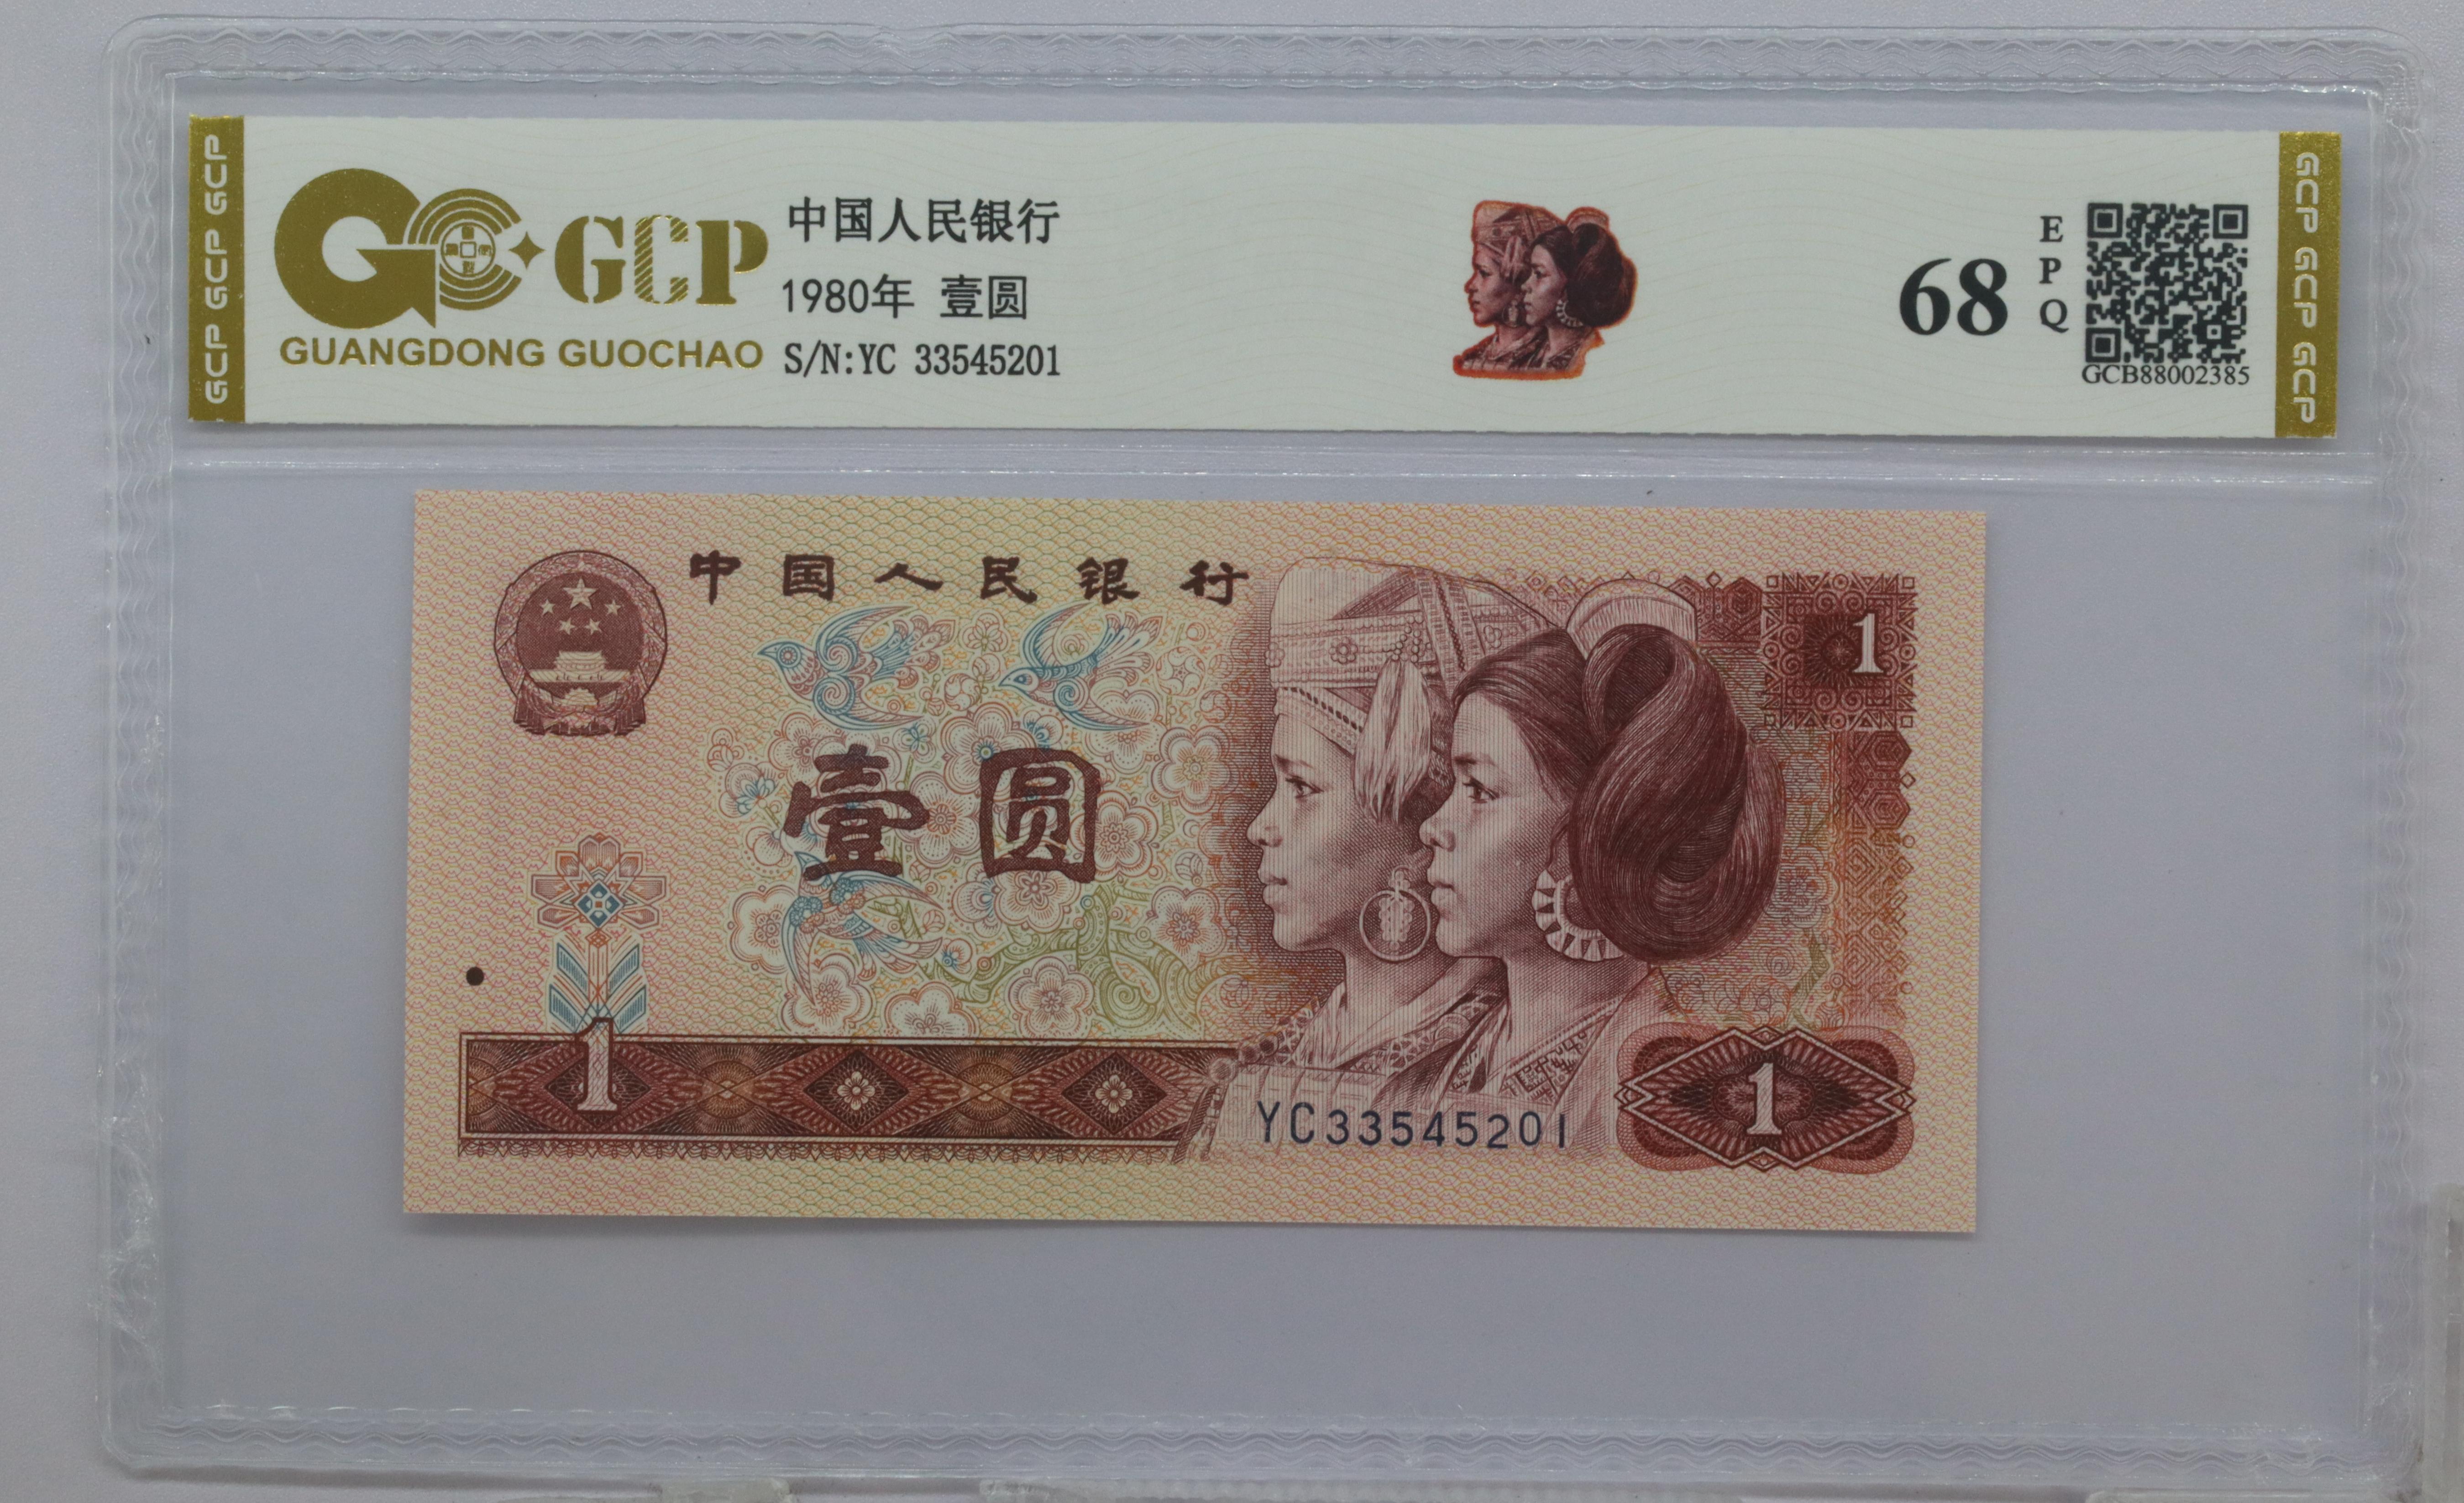 GCP GCP GCP
GCP
GUANGDONG GUOCHAO
中国人民银行
1980年 壹圆
S/N:YC 33545201
68
EPQ
GCB88002385
GCP GCP GCP
中国人民银行
1
壹圆
1
YC33545201
1